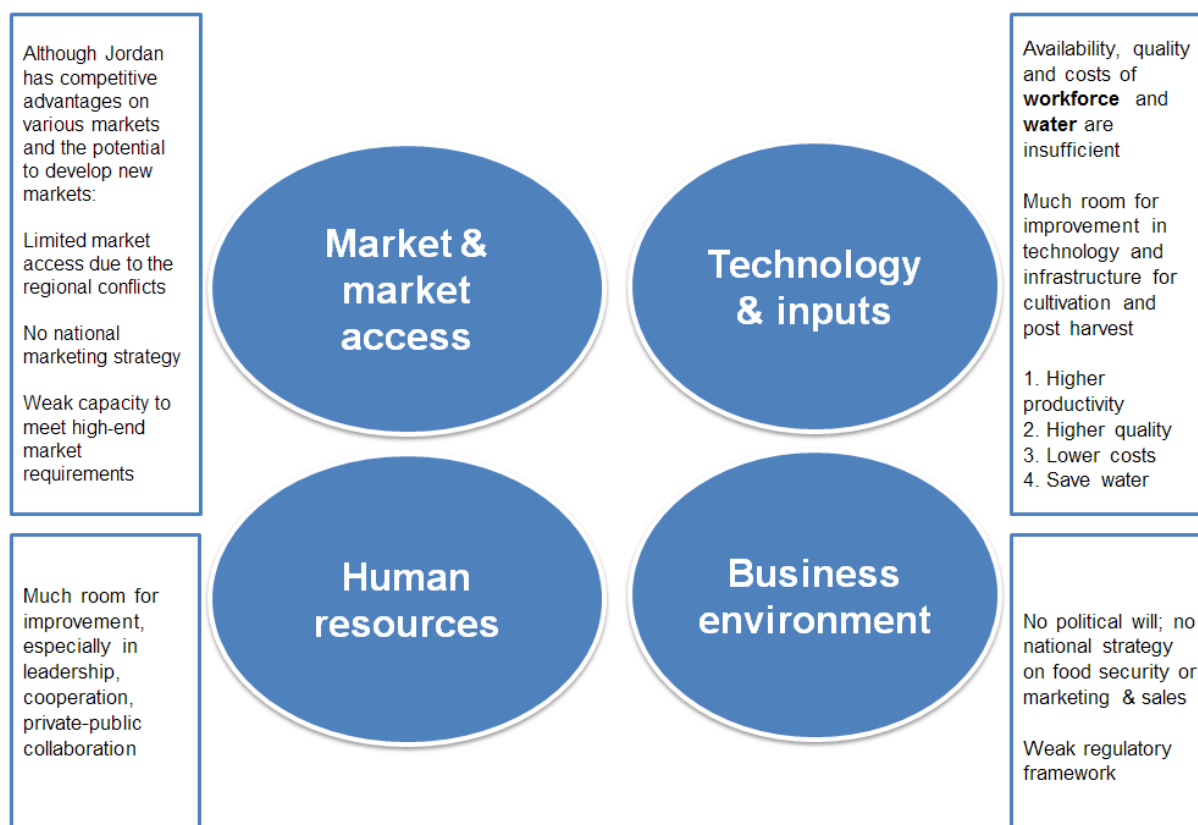 Although Jordan
has competitive
advantages on
various markets
and the potential
to develop new
markets:
Limited market
access due to the
regional conflicts
No national
marketing strategy
Weak capacity to
meet high-end
market
requirements
Market &
market
access
Technology
& inputs
Availability, quality
and costs of
workforce and
water are
insufficient
Much room for
improvement in
technology and
infrastructure for
cultivation and
post harvest
1. Higher
productivity
2. Higher quality
3. Lower costs
4. Save water
Much room for
improvement,
especially in
leadership,
cooperation,
private-public
collaboration
Human
resources
Business
environment
No political will; no
national strategy
on food security or
marketing & sales
Weak regulatory
framework